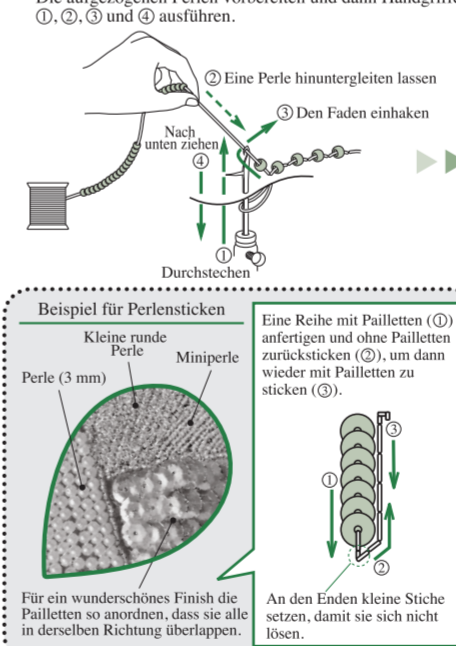 Die aufgezogenen Perlen vorbereiten und dann Handgriffe
①, ②, ③ und ④ ausführen.
② Eine Perle hinuntergleiten lassen
③ Den Faden einhaken
Nach
unten ziehen
④
①
Durchstechen
Beispiel für Perlensticken
Kleine runde
Perle
Miniperle
Perle (3 mm)
Für ein wunderschönes Finish die
Pailletten so anordnen, dass sie alle
in derselben Richtung überlappen.
Eine Reihe mit Pailletten (①)
anfertigen und ohne Pailletten
zurücksticken (②), um dann
wieder mit Pailletten zu
sticken (③).
③
①
②
An den Enden kleine Stiche
setzen, damit sie sich nicht
lösen.